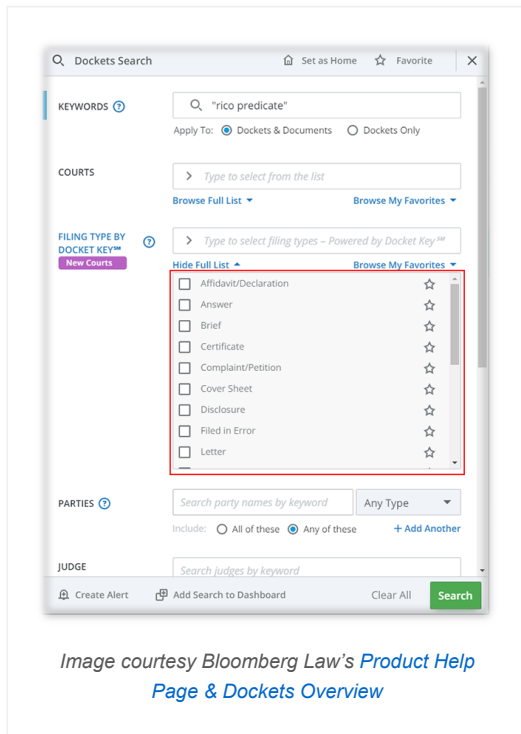 Dockets Search Set as Home Favorite
KEYWORDS ? "rico predicate"
Apply To: Dockets & Documents Dockets Only
COURTS Type to select from the list
Browse Full List Browse My Favorites
FILING TYPE BY
DOCKET KEY℠ ? Type to select filing types – Powered by Docket Key℠
New Courts
Hide Full List Browse My Favorites
Affidavit/Declaration
Answer
Brief
Certificate
Complaint/Petition
Cover Sheet
Disclosure
Filed in Error
Letter
PARTIES ? Search party names by keyword Any Type
Include: All of these Any of these + Add Another
JUDGE Search judges by keyword
Create Alert Add Search to Dashboard Clear All Search
Image courtesy Bloomberg Law's Product Help
Page & Dockets Overview